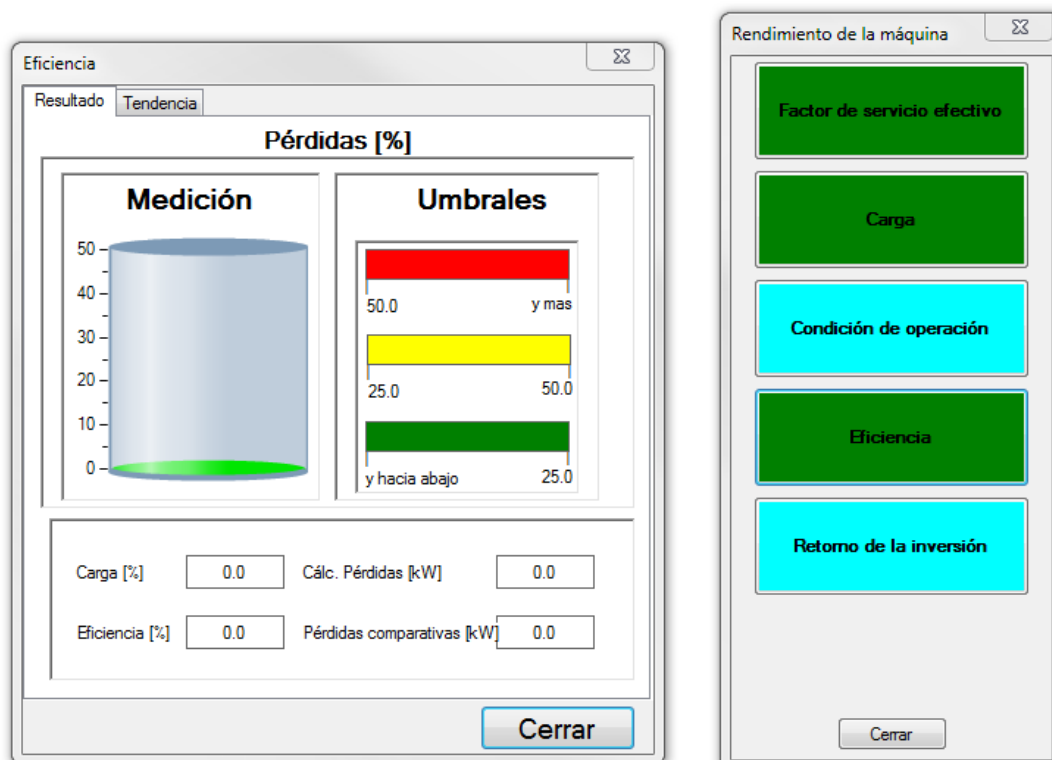 Eficiencia
Resultado
Tendencia
Pérdidas [%]
Medición
50
40
30
20
10
0
Umbrales
50.0
y mas
25.0
50.0
y hacia abajo
25.0
Carga [%]
0.0
Cálc. Pérdidas [kW]
0.0
Eficiencia [%]
0.0
Pérdidas comparativas [kW]
0.0
Cerrar
Rendimiento de la máquina
Factor de servicio efectivo
Carga
Condición de operación
Eficiencia
Retorno de la inversión
Cerrar